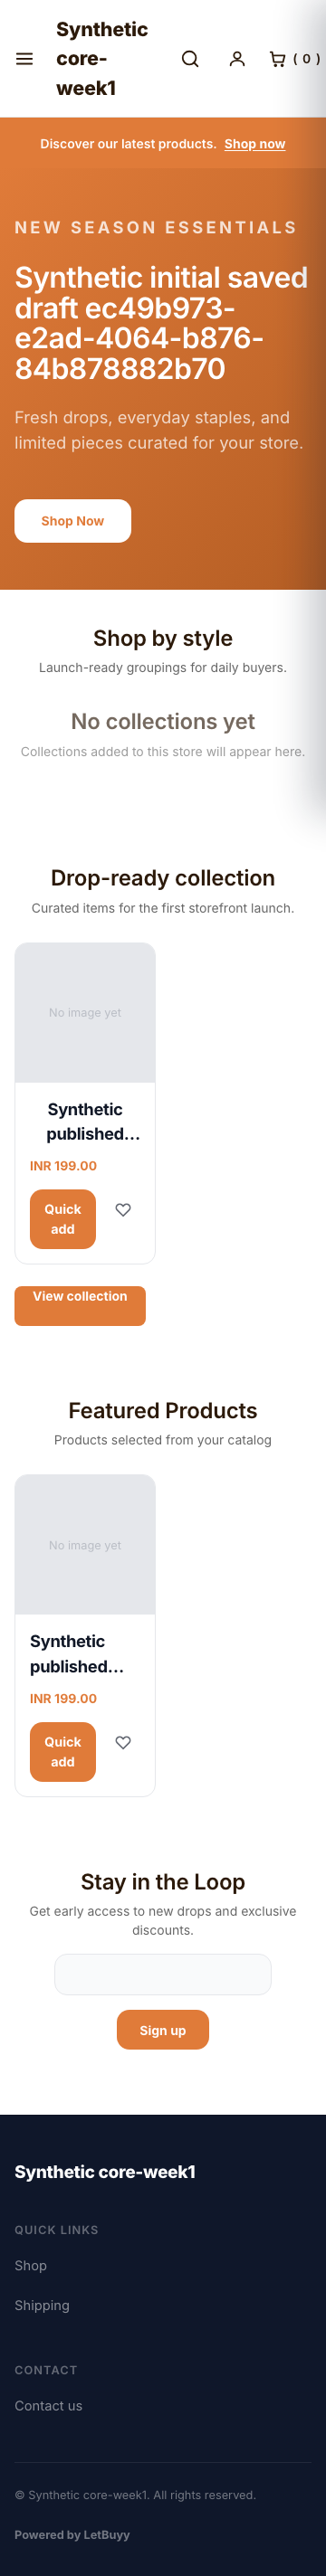 Synthetic
core-
week1
( 0 )
Discover our latest products. Shop now
NEW SEASON ESSENTIALS
Synthetic initial saved
draft ec49b973-
e2ad-4064-b876-
84b878882b70
Fresh drops, everyday staples, and
limited pieces curated for your store.
Shop Now
Shop by style
Launch-ready groupings for daily buyers.
No collections yet
Collections added to this store will appear here.
Drop-ready collection
Curated items for the first storefront launch.
No image yet
Synthetic
published...
INR 199.00
Quick
add
View collection
Featured Products
Products selected from your catalog
No image yet
Synthetic
published...
INR 199.00
Quick
add
Stay in the Loop
Get early access to new drops and exclusive
discounts.
Sign up
Synthetic core-week1
QUICK LINKS
Shop
Shipping
CONTACT
Contact us
© Synthetic core-week1. All rights reserved.
Powered by LetBuyy